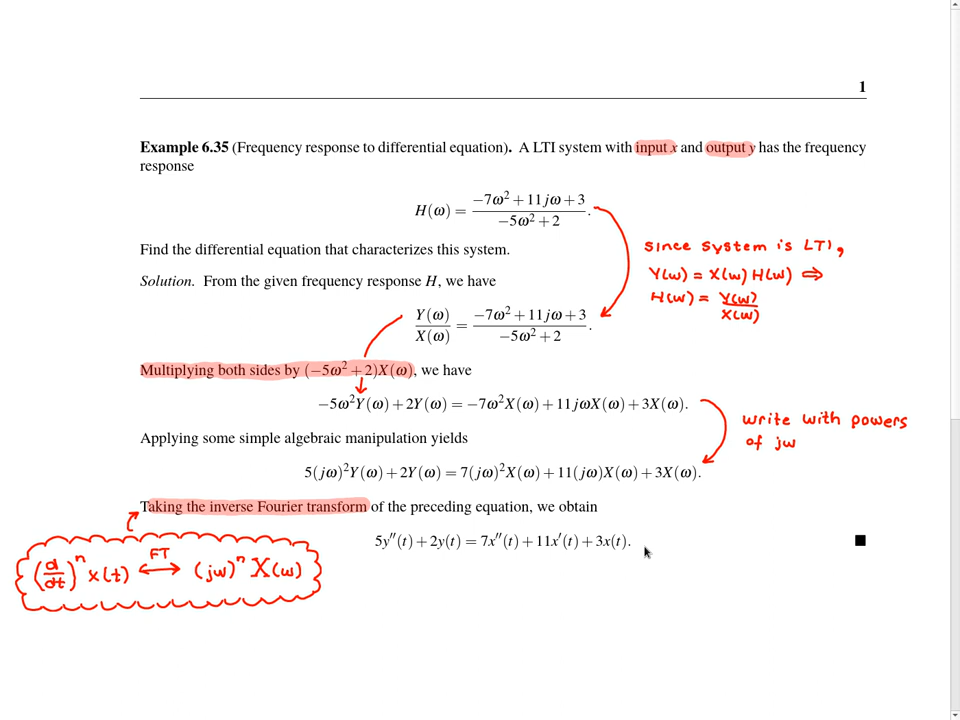 1
Example 6.35 (Frequency response to differential equation). A LTI system with input x and output y has the frequency
response
H(ω) = (−7ω² + 11jω + 3) / (−5ω² + 2).
Find the differential equation that characterizes this system.
Solution. From the given frequency response H, we have
Y(ω)/X(ω) = (−7ω² + 11jω + 3) / (−5ω² + 2).
since system is LTI,
Y(ω) = X(ω) H(ω) ⇒
H(ω) = Y(ω)/X(ω)
Multiplying both sides by (−5ω² + 2)X(ω), we have
−5ω²Y(ω) + 2Y(ω) = −7ω²X(ω) + 11jωX(ω) + 3X(ω).
write with powers
of jω
Applying some simple algebraic manipulation yields
5(jω)²Y(ω) + 2Y(ω) = 7(jω)²X(ω) + 11(jω)X(ω) + 3X(ω).
Taking the inverse Fourier transform of the preceding equation, we obtain
5y″(t) + 2y(t) = 7x″(t) + 11x′(t) + 3x(t). ■
(d/dt)ⁿ x(t) ⟷FT (jω)ⁿ X(ω)